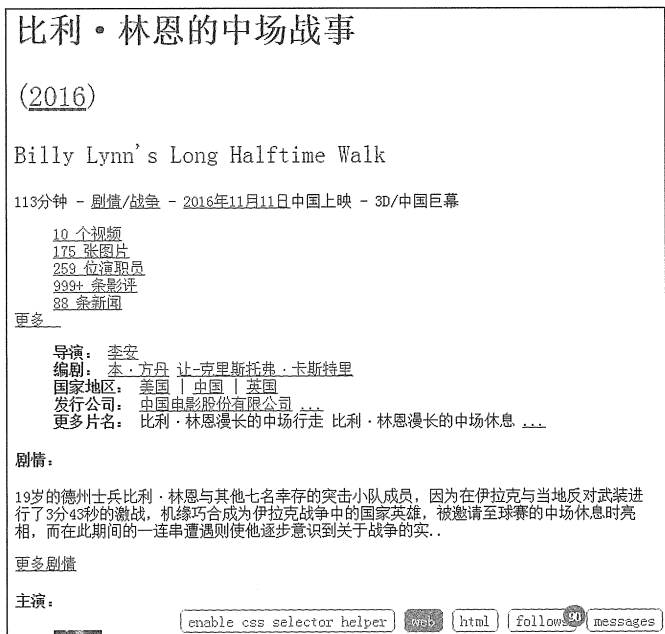 比利·林恩的中场战事
(2016)
Billy Lynn's Long Halftime Walk
113分钟 - 剧情/战争 - 2016年11月11日中国上映 - 3D/中国巨幕
10 个视频
175 张图片
259 位演职员
999+ 条影评
88 条新闻
更多
导演: 李安
编剧: 本·方丹 让-克里斯托弗·卡斯特里
国家地区: 美国 | 中国 | 英国
发行公司: 中国电影股份有限公司 ...
更多片名: 比利·林恩漫长的中场行走 比利·林恩漫长的中场休息 ...
剧情:
19岁的德州士兵比利·林恩与其他七名幸存的突击小队成员，因为在伊拉克与当地反对武装进
行了3分43秒的激战，机缘巧合成为伊拉克战争中的国家英雄，被邀请至球赛的中场休息时亮
相，而在此期间的一连串遭遇则使他逐步意识到关于战争的实..
更多剧情
主演:
enable css selector helper web html follows 90 messages